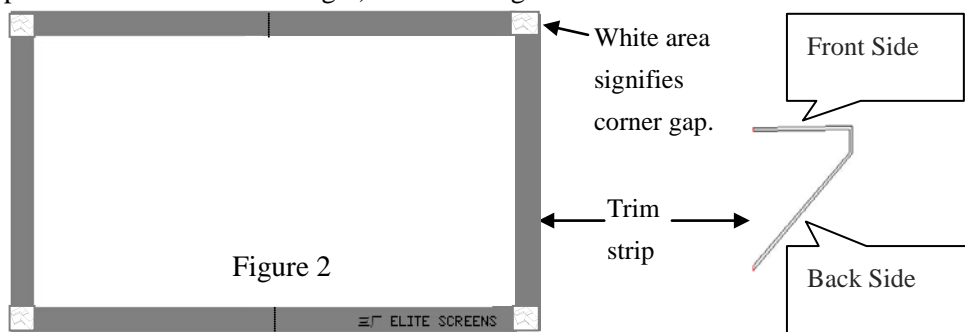 White area
signifies
corner gap.
Front Side
Trim
strip
Back Side
Figure 2
ELITE SCREENS